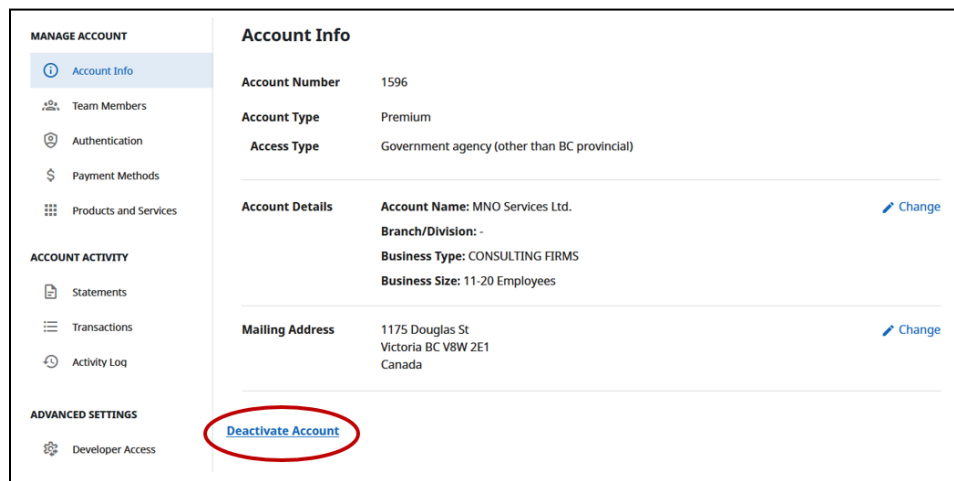 MANAGE ACCOUNT
Account Info
Team Members
Authentication
Payment Methods
Products and Services
ACCOUNT ACTIVITY
Statements
Transactions
Activity Log
ADVANCED SETTINGS
Developer Access
Account Info
Account Number 1596
Account Type Premium
Access Type Government agency (other than BC provincial)
Account Details Account Name: MNO Services Ltd. Change
Branch/Division: -
Business Type: CONSULTING FIRMS
Business Size: 11-20 Employees
Mailing Address 1175 Douglas St Change
Victoria BC V8W 2E1
Canada
Deactivate Account